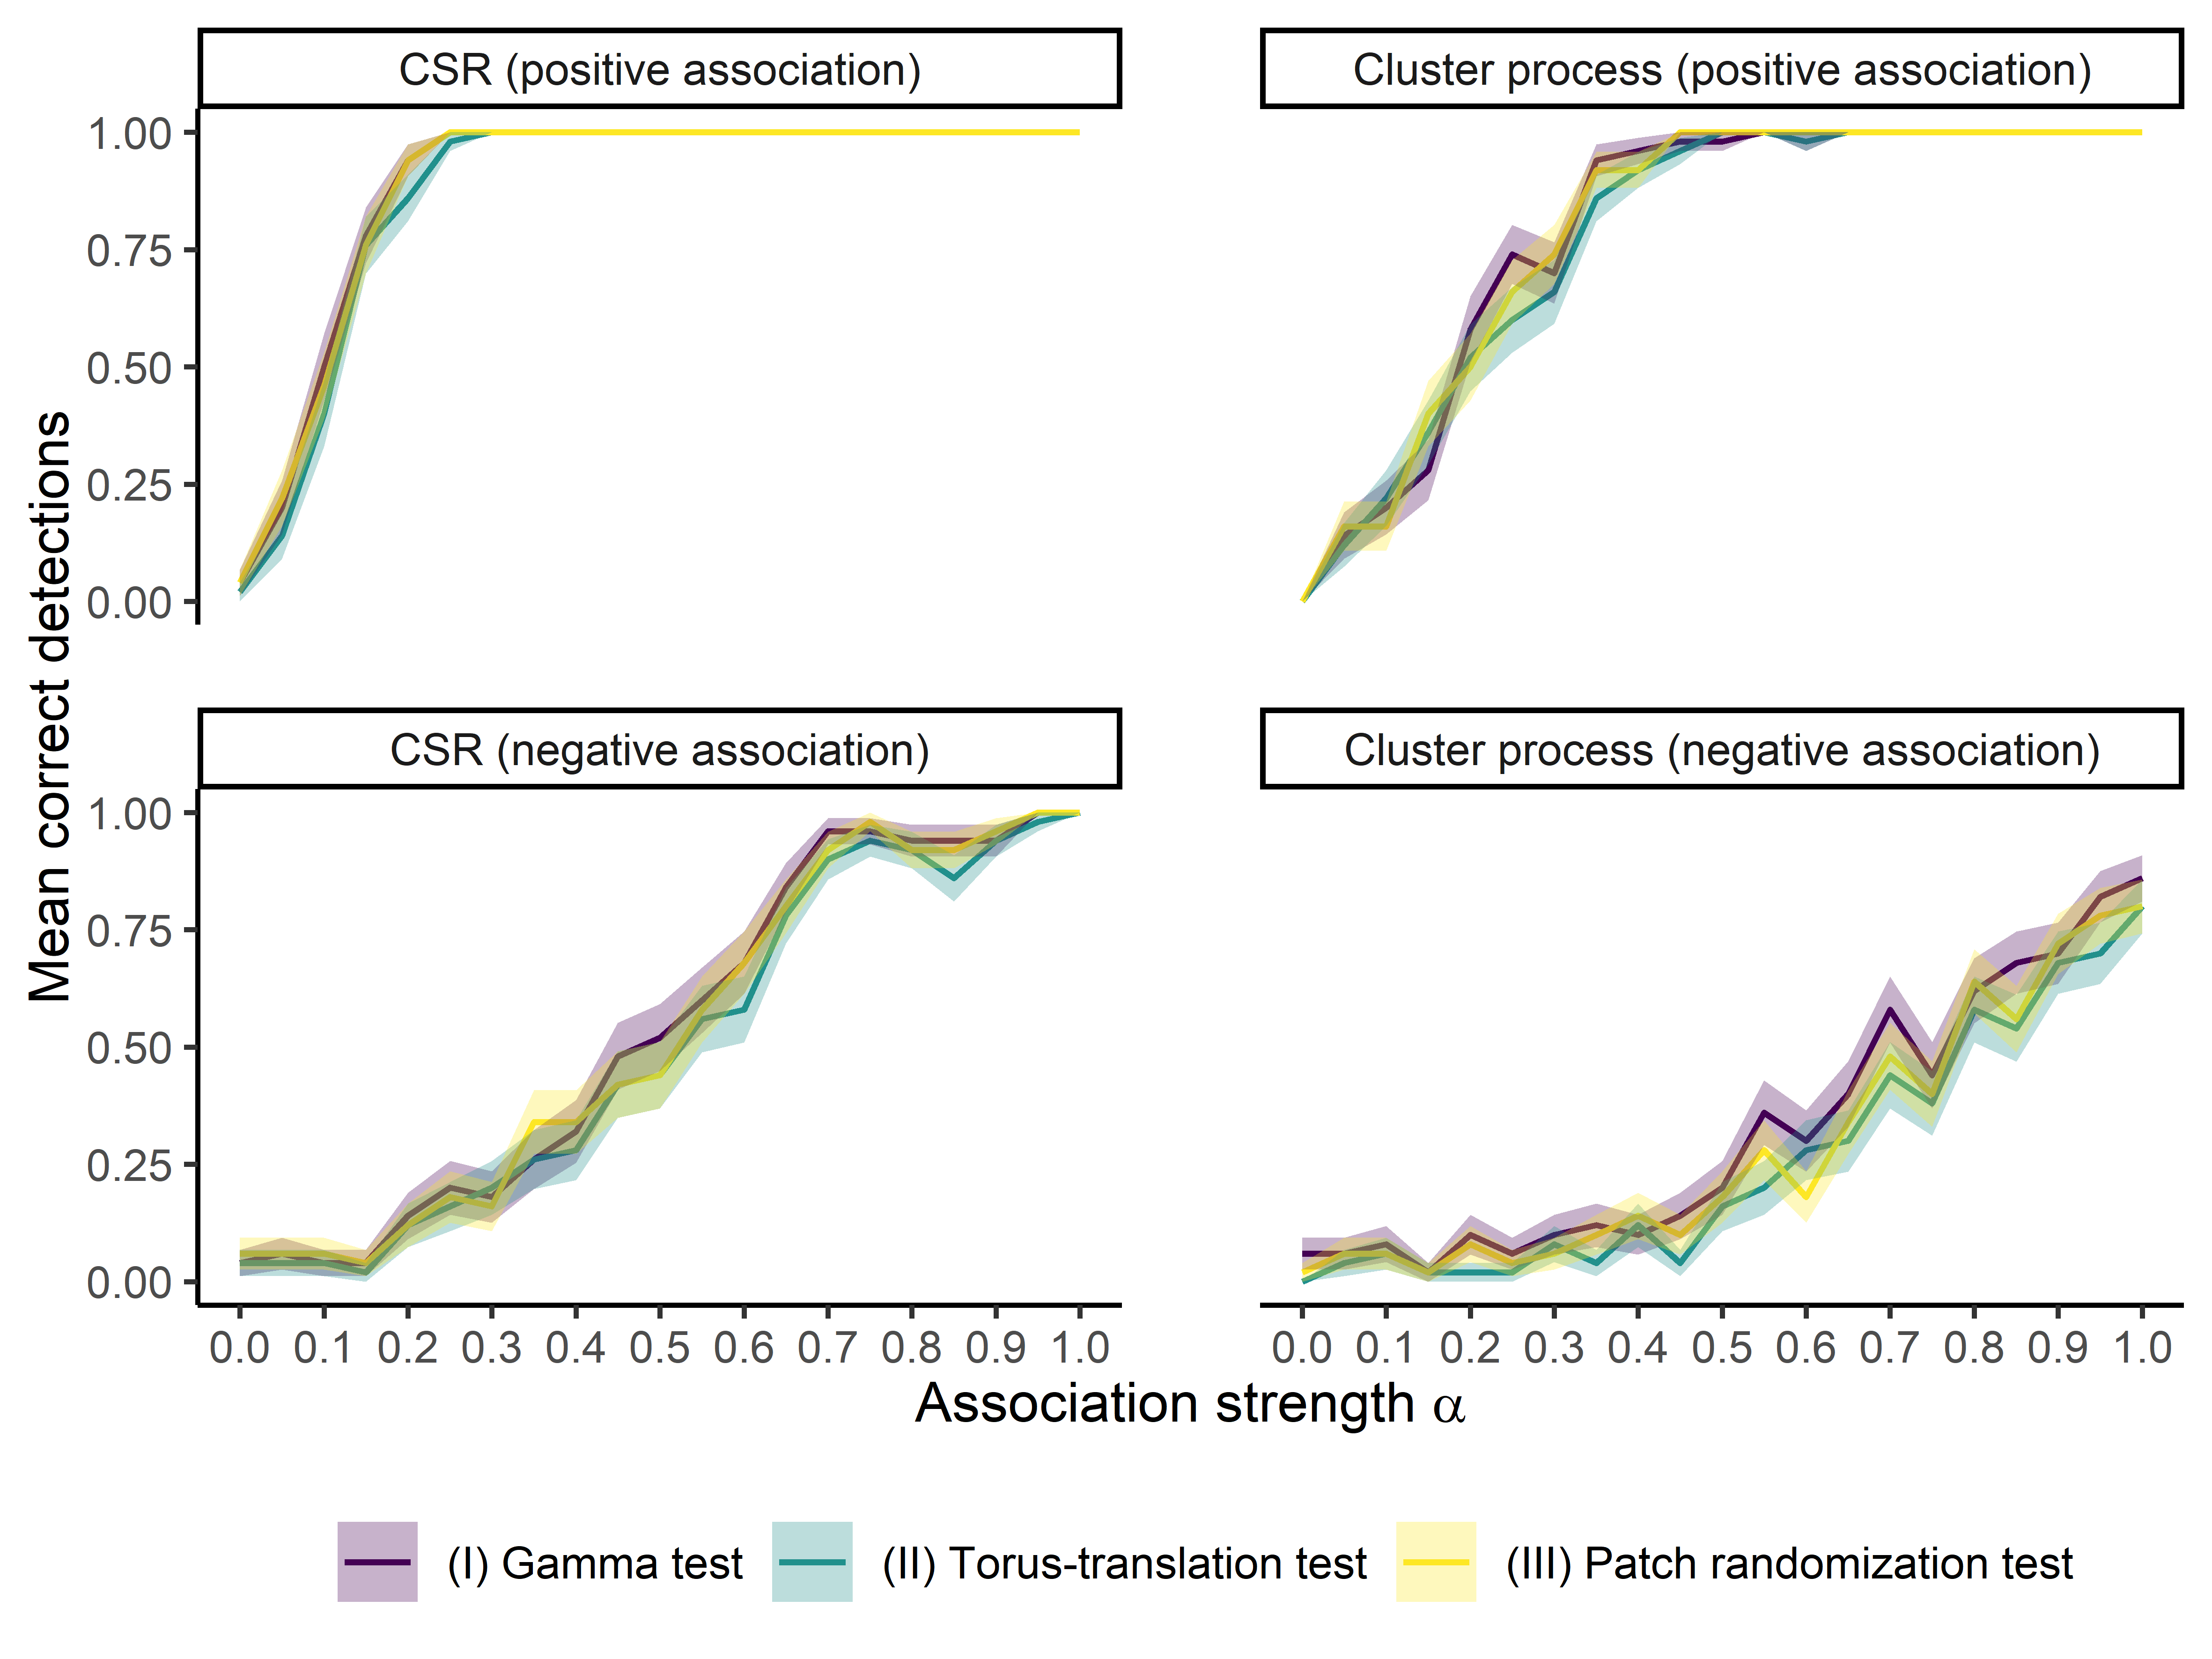 CSR (positive association)
Cluster process (positive association)
1.00
0.75
0.50
0.25
0.00
Mean correct detections
CSR (negative association)
Cluster process (negative association)
1.00
0.75
0.50
0.25
0.00
0.0 0.1 0.2 0.3 0.4 0.5 0.6 0.7 0.8 0.9 1.0
0.0 0.1 0.2 0.3 0.4 0.5 0.6 0.7 0.8 0.9 1.0
Association strength α
(I) Gamma test (II) Torus-translation test (III) Patch randomization test